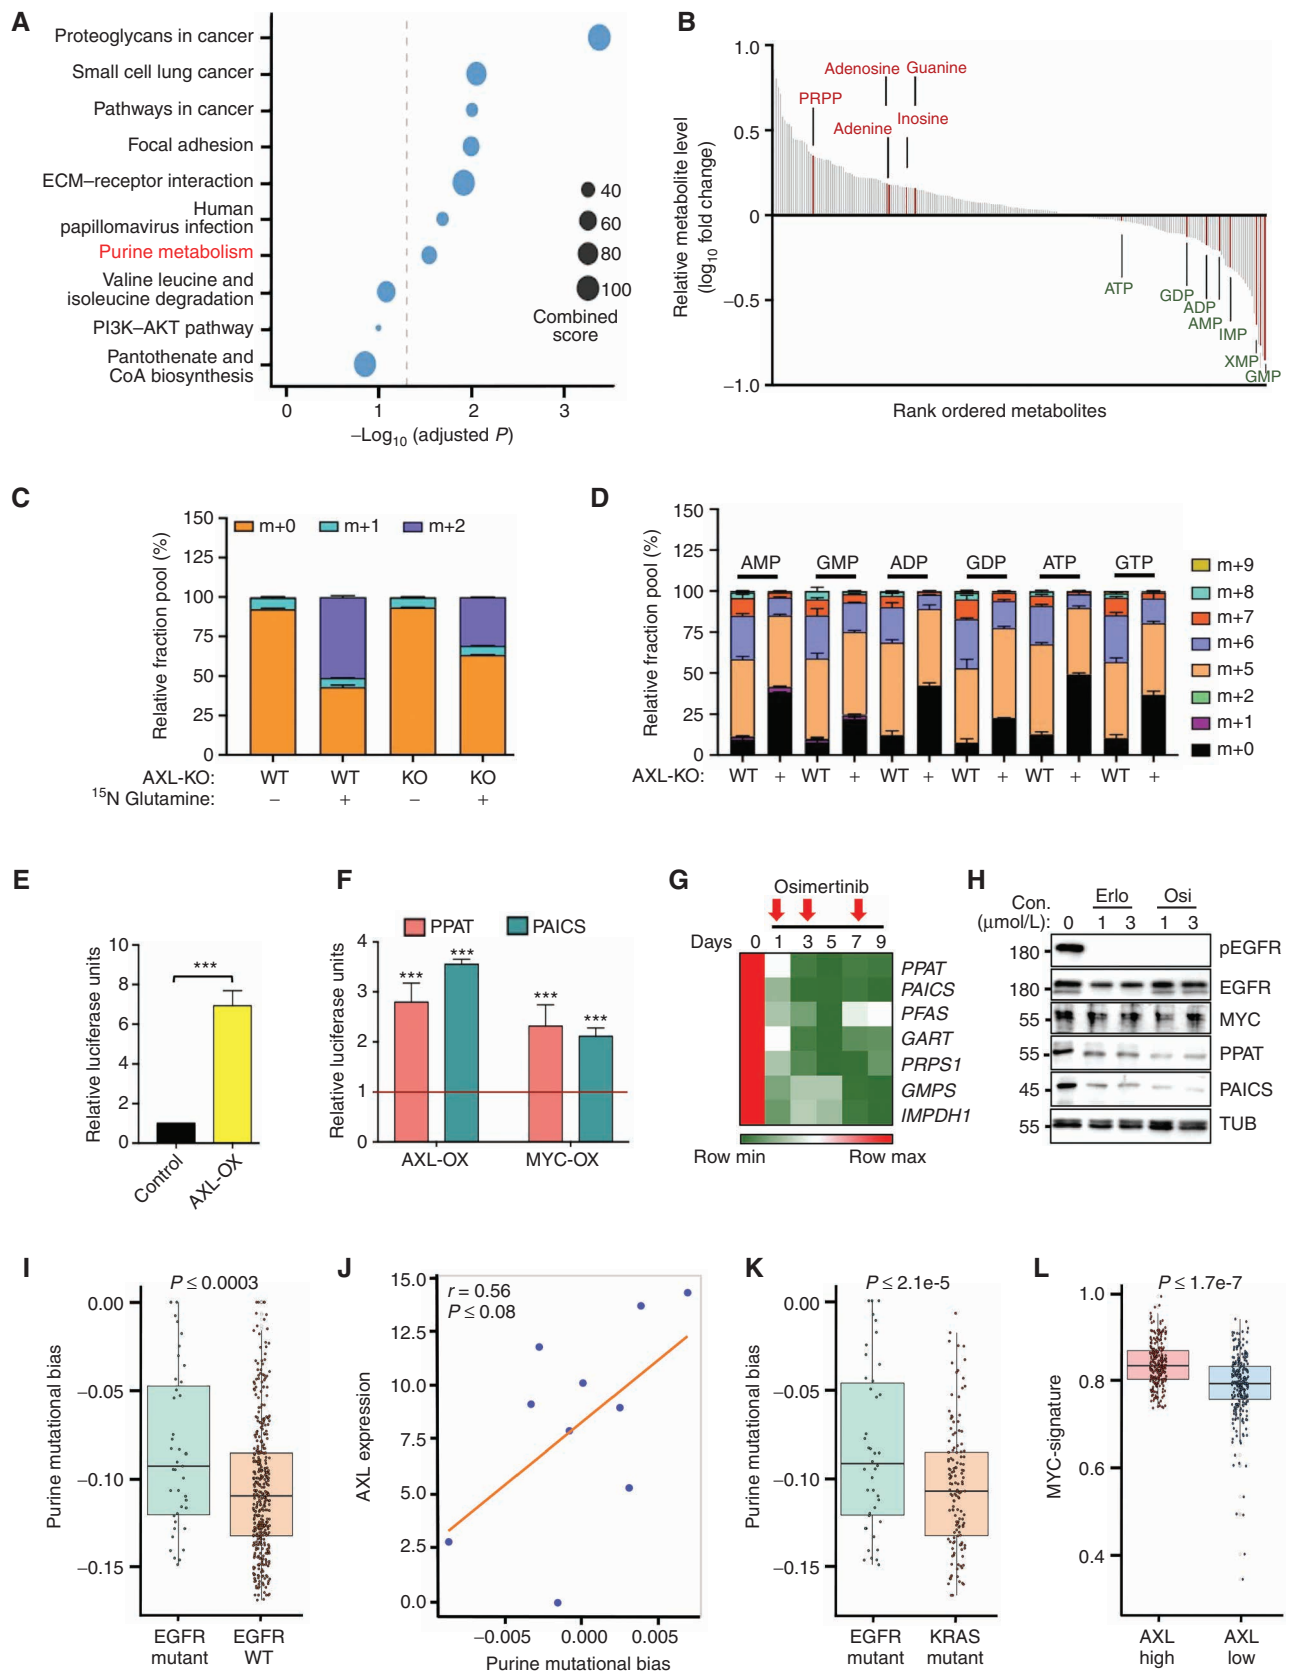 A
Proteoglycans in cancer
Small cell lung cancer
Pathways in cancer
Focal adhesion
ECM–receptor interaction
Human
papillomavirus infection
Purine metabolism
Valine leucine and
isoleucine degradation
PI3K–AKT pathway
Pantothenate and
CoA biosynthesis
40
60
80
100
Combined
score
0 1 2 3
–Log10 (adjusted P)
B
Relative metabolite level
(log10 fold change)
1.0
0.5
0
–0.5
–1.0
Adenosine Guanine
PRPP
Inosine
Adenine
ATP
GDP
ADP
AMP
IMP
XMP
GMP
Rank ordered metabolites
C
Relative fraction pool (%)
150
100
75
50
25
0
m+0 m+1 m+2
AXL-KO: WT WT KO KO
15N Glutamine: – + – +
D
Relative fraction pool (%)
150
125
100
75
50
25
0
AMP GMP ADP GDP ATP GTP
m+9
m+8
m+7
m+6
m+5
m+2
m+1
m+0
AXL-KO: WT + WT + WT + WT + WT + WT +
E
Relative luciferase units
10
8
6
4
2
0
***
Control
AXL-OX
F
Relative luciferase units
PPAT PAICS
4
3
2
1
0
*** *** *** ***
AXL-OX MYC-OX
G
Osimertinib
Days 0 1 3 5 7 9
PPAT
PAICS
PFAS
GART
PRPS1
GMPS
IMPDH1
Row min Row max
H
Erlo Osi
Con.
(μmol/L): 0 1 3 1 3
180 pEGFR
180 EGFR
55 MYC
55 PPAT
45 PAICS
55 TUB
I
P ≤ 0.0003
Purine mutational bias
0.00
–0.05
–0.10
–0.15
EGFR
mutant
EGFR
WT
J
r = 0.56
P ≤ 0.08
AXL expression
15.0
12.5
10.0
7.5
5.0
2.5
0.0
–0.005 0.000 0.005
Purine mutational bias
K
P ≤ 2.1e-5
Purine mutational bias
0.00
–0.05
–0.10
–0.15
EGFR
mutant
KRAS
mutant
L
P ≤ 1.7e-7
MYC-signature
1.0
0.8
0.6
0.4
AXL
high
AXL
low